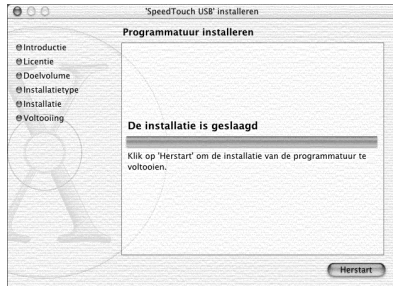 'SpeedTouch USB' installeren
Programmatuur installeren
Introductie
Licentie
Doelvolume
Installatietype
Installatie
Voltooiing
De installatie is geslaagd
Klik op 'Herstart' om de installatie van de programmatuur te
voltooien.
Herstart